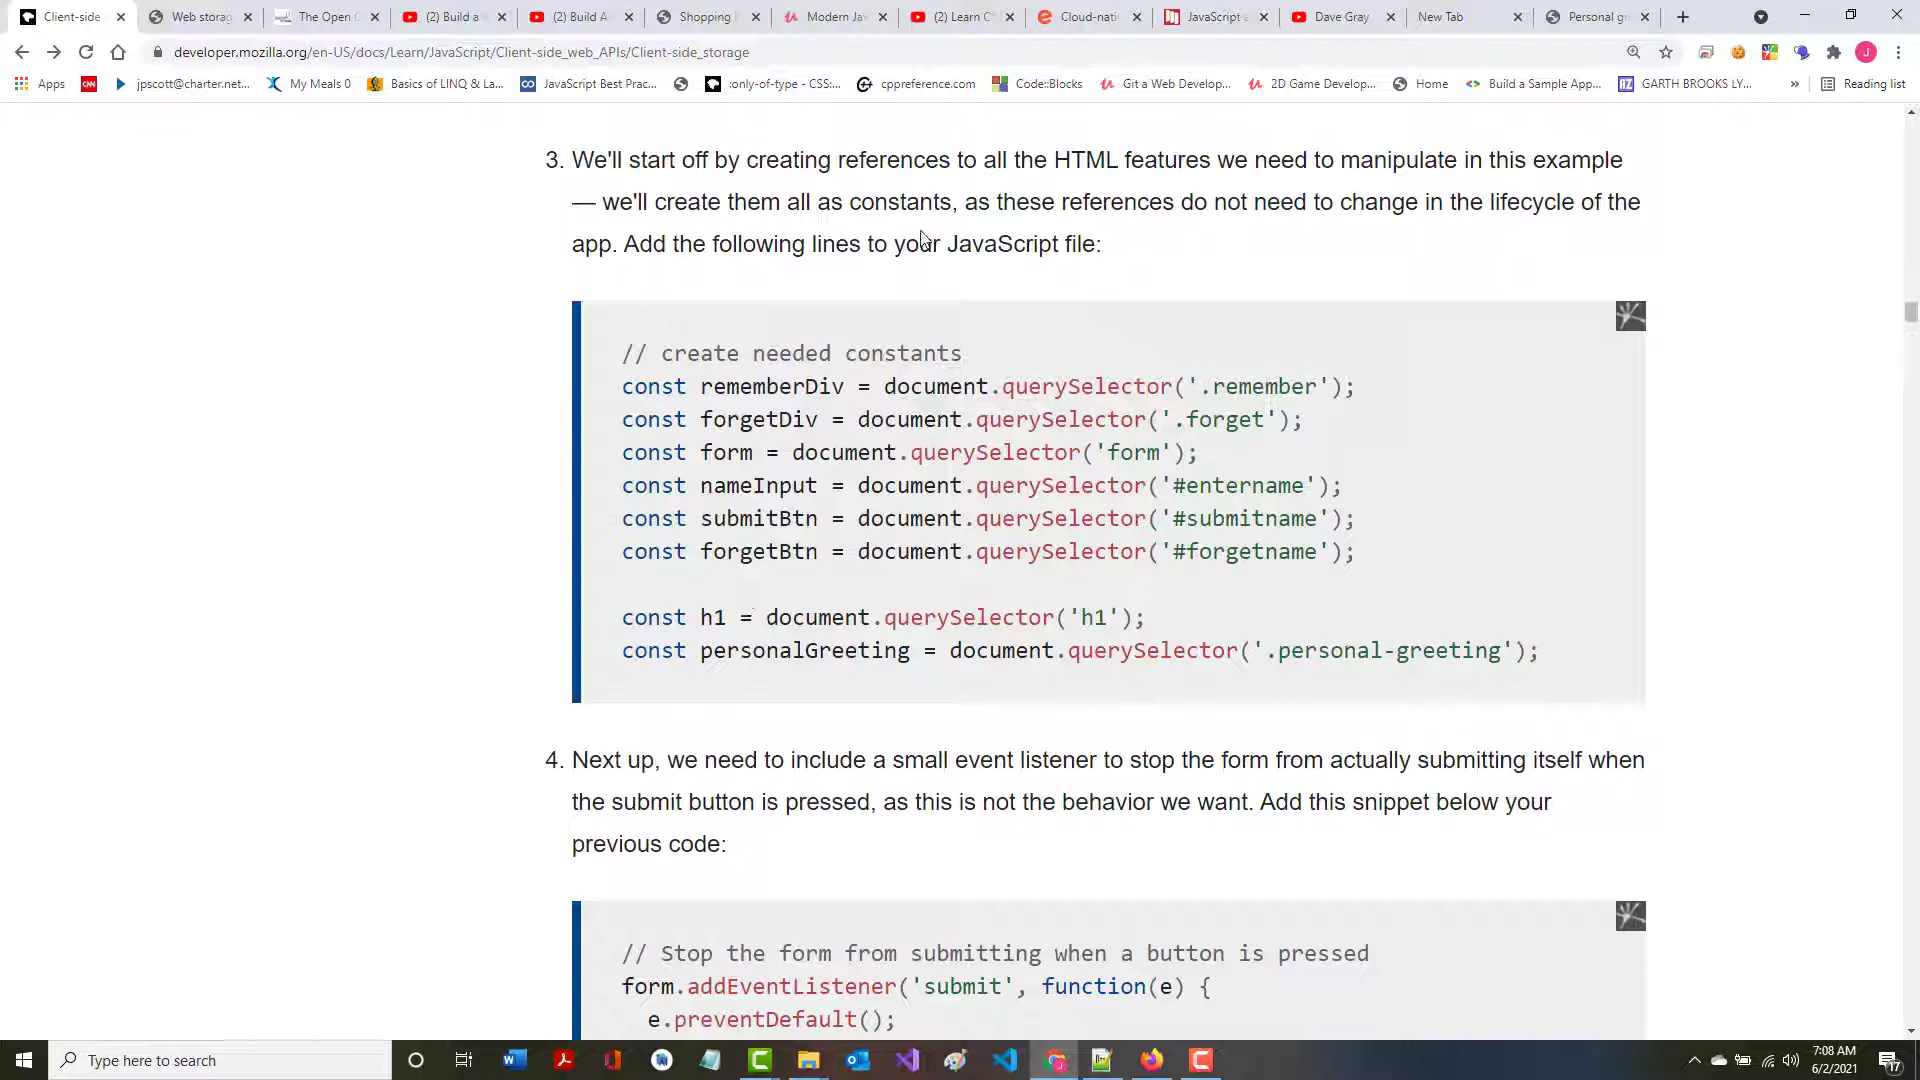 Client-side
Web storag
The Open
(2) Build a
(2) Build A
Shopping
Modern Ja
(2) Learn C
Cloud-nati
JavaScript
Dave Gray
New Tab
Personal g
developer.mozilla.org/en-US/docs/Learn/JavaScript/Client-side_web_APIs/Client-side_storage
J
Apps
CNN
jpscott@charter.net...
My Meals 0
Basics of LINQ & La...
JavaScript Best Prac...
:only-of-type - CSS:...
cppreference.com
Code::Blocks
Git a Web Develop...
2D Game Develop...
Home
Build a Sample App...
AZ
GARTH BROOKS LY...
»
Reading list
3. We'll start off by creating references to all the HTML features we need to manipulate in this example
— we'll create them all as constants, as these references do not need to change in the lifecycle of the
app. Add the following lines to your JavaScript file:
// create needed constants
const rememberDiv = document.querySelector('.remember');
const forgetDiv = document.querySelector('.forget');
const form = document.querySelector('form');
const nameInput = document.querySelector('#entername');
const submitBtn = document.querySelector('#submitname');
const forgetBtn = document.querySelector('#forgetname');
const h1 = document.querySelector('h1');
const personalGreeting = document.querySelector('.personal-greeting');
4. Next up, we need to include a small event listener to stop the form from actually submitting itself when
the submit button is pressed, as this is not the behavior we want. Add this snippet below your
previous code:
// Stop the form from submitting when a button is pressed
form.addEventListener('submit', function(e) {
e.preventDefault();
Type here to search
7:08 AM
6/2/2021
17